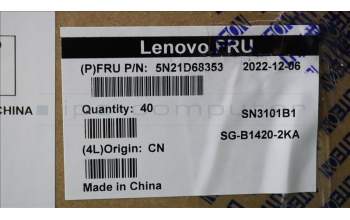 Lenovo FRU
(P)FRU P/N: 5N21D68353 2022-12-06
Quantity: 40
SN3101B1
SG-B1420-2KA
(4L)Origin: CN
Made in China
CHINA